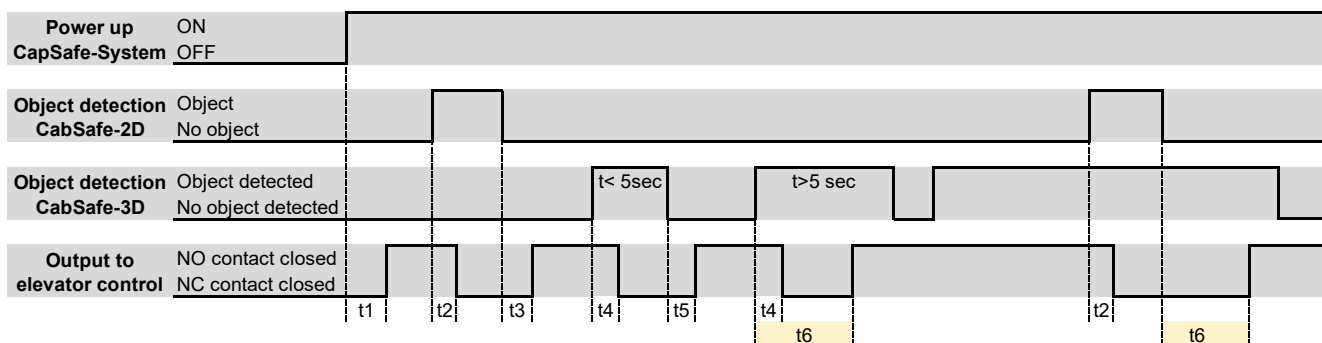 Power up
CapSafe-System
ON
OFF
Object detection
CabSafe-2D
Object
No object
Object detection
CabSafe-3D
Object detected
No object detected
t< 5sec
t>5 sec
Output to
elevator control
NO contact closed
NC contact closed
t1
t2
t3
t4
t5
t4
t2
t6
t6